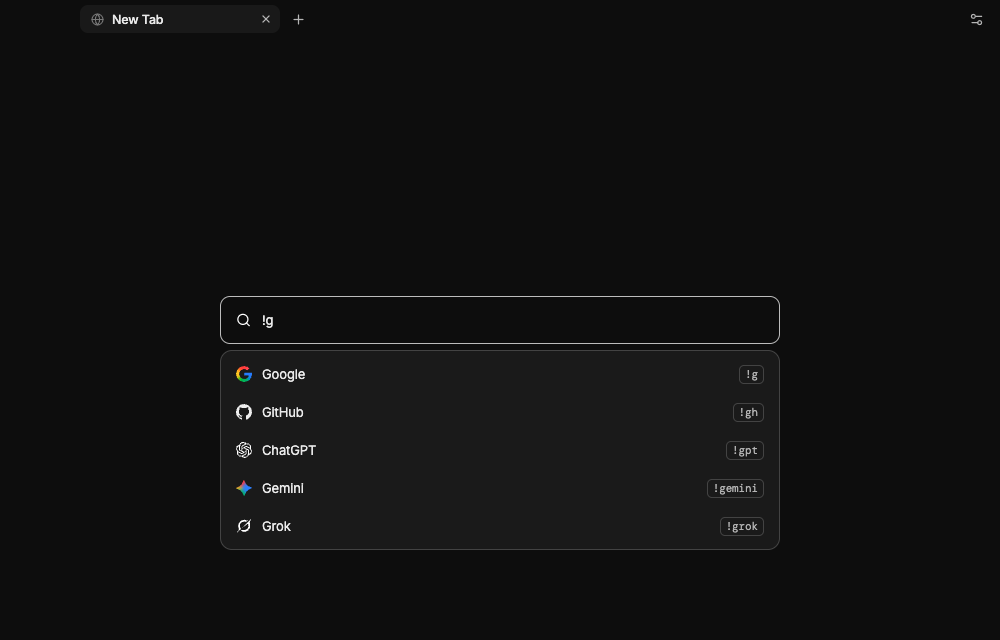 New Tab
!g
Google !g
GitHub !gh
ChatGPT !gpt
Gemini !gemini
Grok !grok